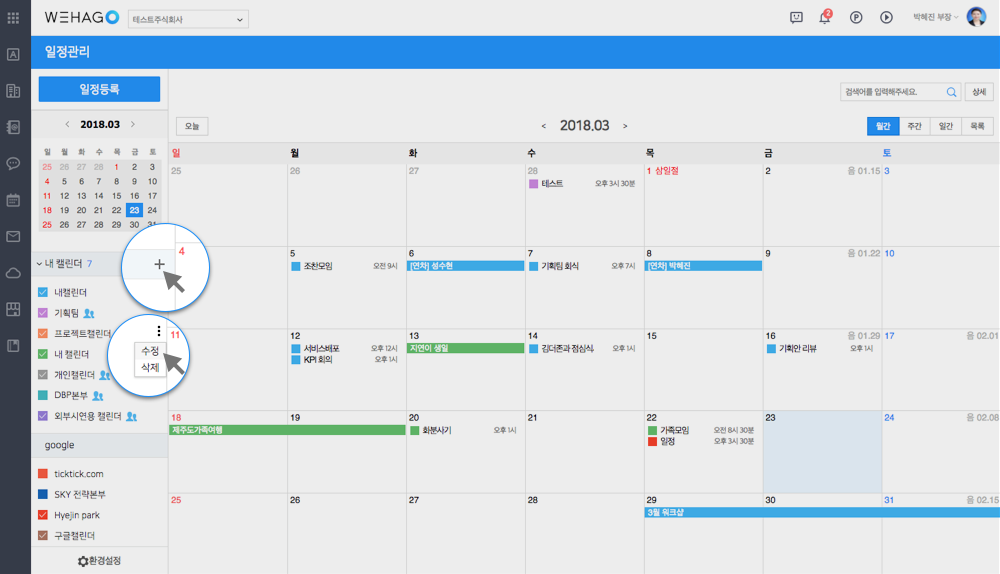 WEHAGO
테스트주식회사
2
P
박혜진 부장
A
일정관리
일정등록
검색어를 입력해주세요.
상세
2018.03
일 월 화 수 목 금 토
25 26 27 28 1 2 3
4 5 6 7 8 9 10
11 12 13 14 15 16 17
18 19 20 21 22 23 24
25 26 27 28 29 30 31
오늘
< 2018.03 >
월간 주간 일간 목록
일 월 화 수 목 금 토
25 26 27 28 1 삼일절 2 음 01.15 3
테스트 오후 3시 30분
4 5 6 7 8 9 음 01.22 10
조찬모임 오전 9시
[연차] 성수현
기획팀 회식 오후 7시
[연차] 박혜진
11 12 13 14 15 16 음 01.29 17 음 02.01
서비스배포 오후 12시
KPI 회의 오후 1시
지연이 생일
김더존과 점심식 오후 1시
기획안 리뷰 오후 1시
18 19 20 21 22 23 24 음 02.08
제주도가족여행
화분사기 오후 1시
가족모임 오전 8시 30분
일정 오후 3시 30분
25 26 27 28 29 30 31 음 02.15
3월 워크샵
내 캘린더 7
+
내캘린더
기획팀
프로젝트캘린더
내 캘린더
수정
삭제
개인캘린더
DBP본부
외부시연용 캘린더
google
ticktick.com
SKY 전략본부
Hyejin park
구글캘린더
환경설정